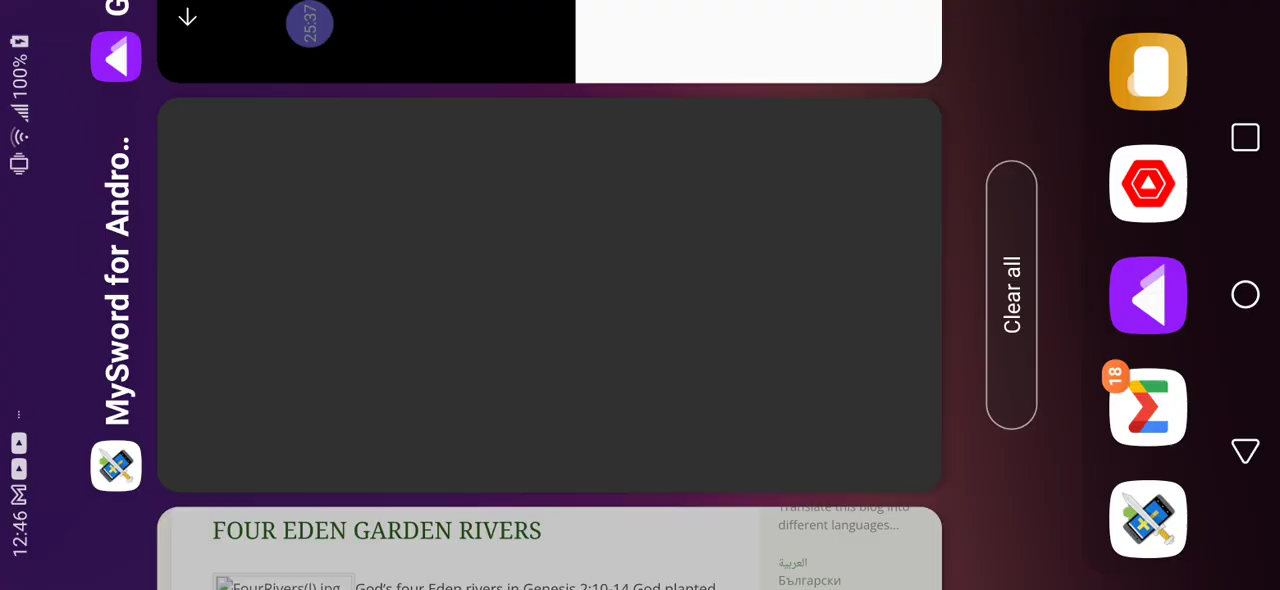 12:46
...
100%
G
MySword for Andro..
25:37
Clear all
18
FOUR EDEN GARDEN RIVERS
FourRivers(l).jpg God's four Eden rivers in Genesis 2:10-14 God planted
Translate this blog into
different languages...
العربية
Български